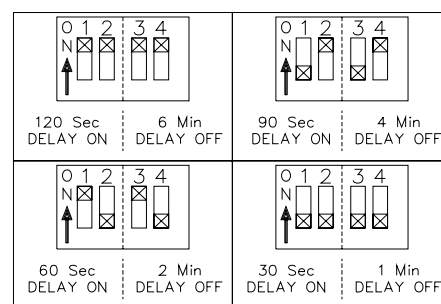 O 1 2 3 4
N
120 Sec 6 Min
DELAY ON DELAY OFF
O 1 2 3 4
N
90 Sec 4 Min
DELAY ON DELAY OFF
O 1 2 3 4
N
60 Sec 2 Min
DELAY ON DELAY OFF
O 1 2 3 4
N
30 Sec 1 Min
DELAY ON DELAY OFF